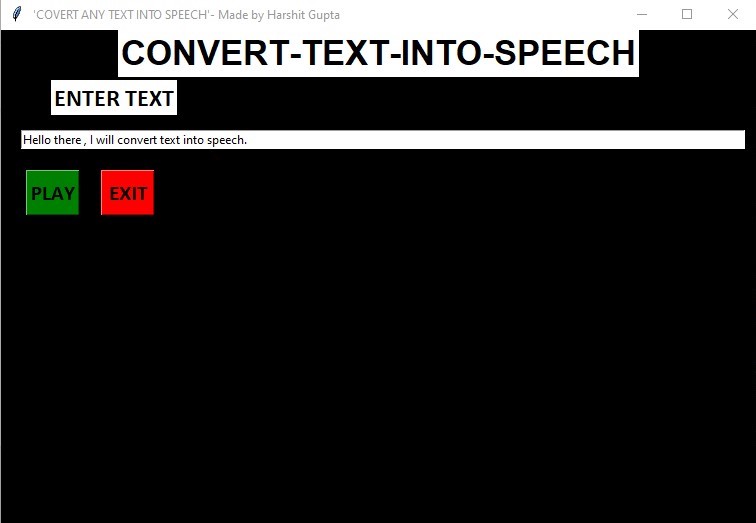 'COVERT ANY TEXT INTO SPEECH'- Made by Harshit Gupta
CONVERT-TEXT-INTO-SPEECH
ENTER TEXT
Hello there , I will convert text into speech.
PLAY EXIT